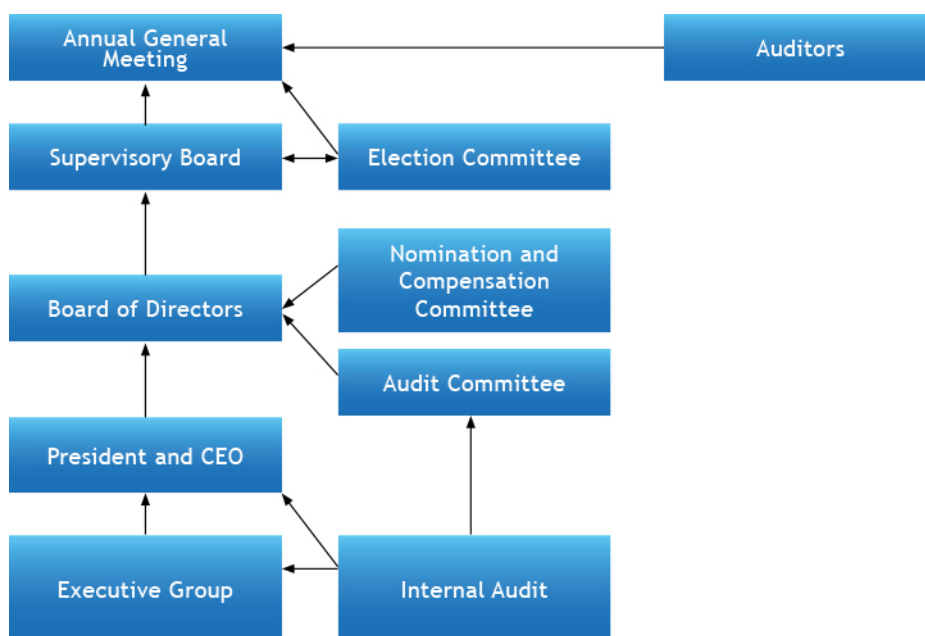 Annual General
Meeting
Auditors
Supervisory Board
Election Committee
Nomination and
Compensation
Committee
Board of Directors
Audit Committee
President and CEO
Executive Group
Internal Audit